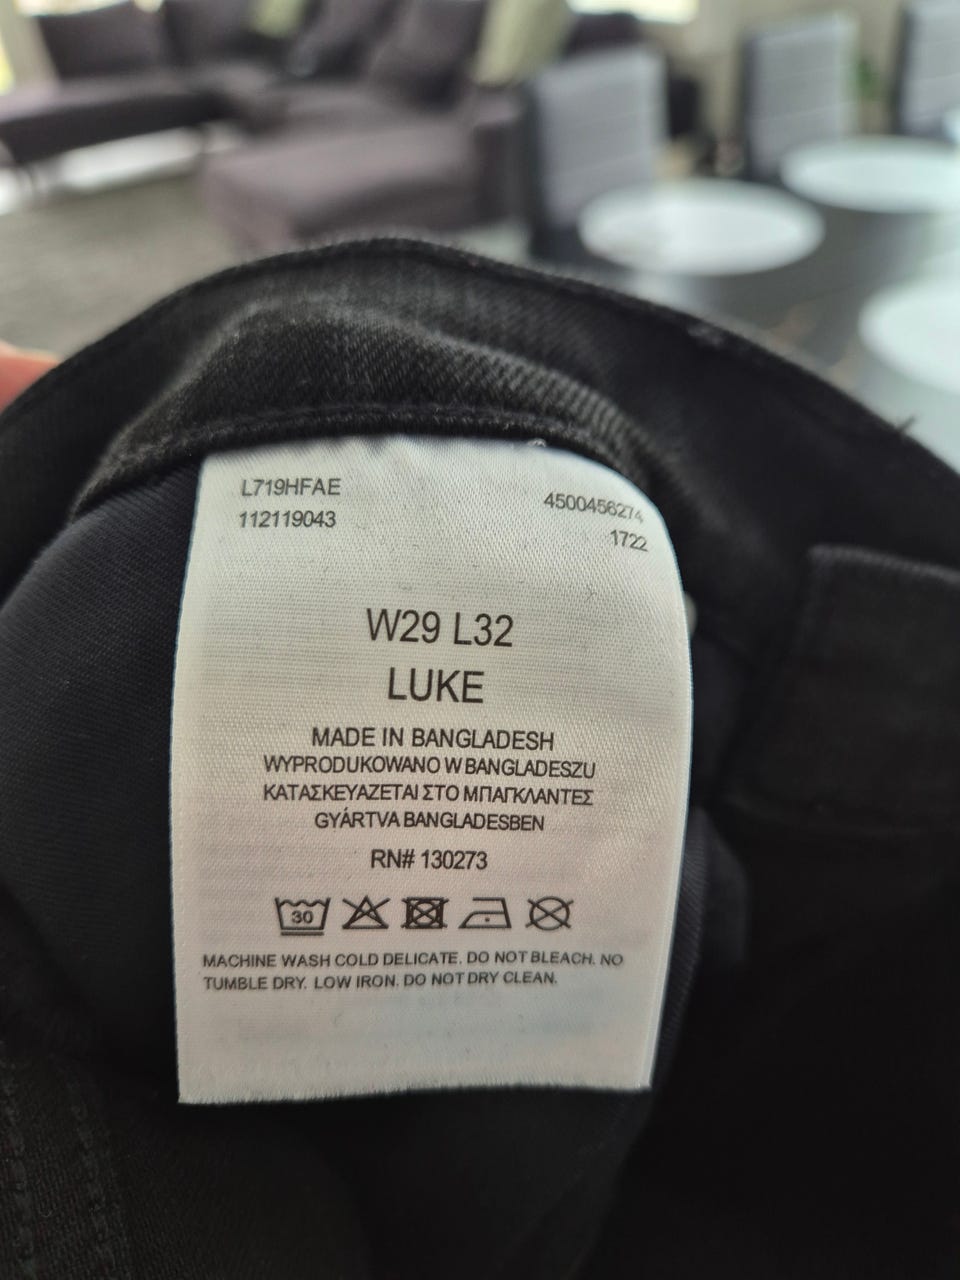 L719HFAE
112119043
4500456274
1722
W29 L32
LUKE
MADE IN BANGLADESH
WYPRODUKOWANO W BANGLADESZU
ΚΑΤΑΣΚΕΥΑΖΕΤΑΙ ΣΤΟ ΜΠΑΓΚΛΑΝΤΕΣ
GYÁRTVA BANGLADESBEN
RN# 130273
30
MACHINE WASH COLD DELICATE. DO NOT BLEACH. NO
TUMBLE DRY. LOW IRON. DO NOT DRY CLEAN.